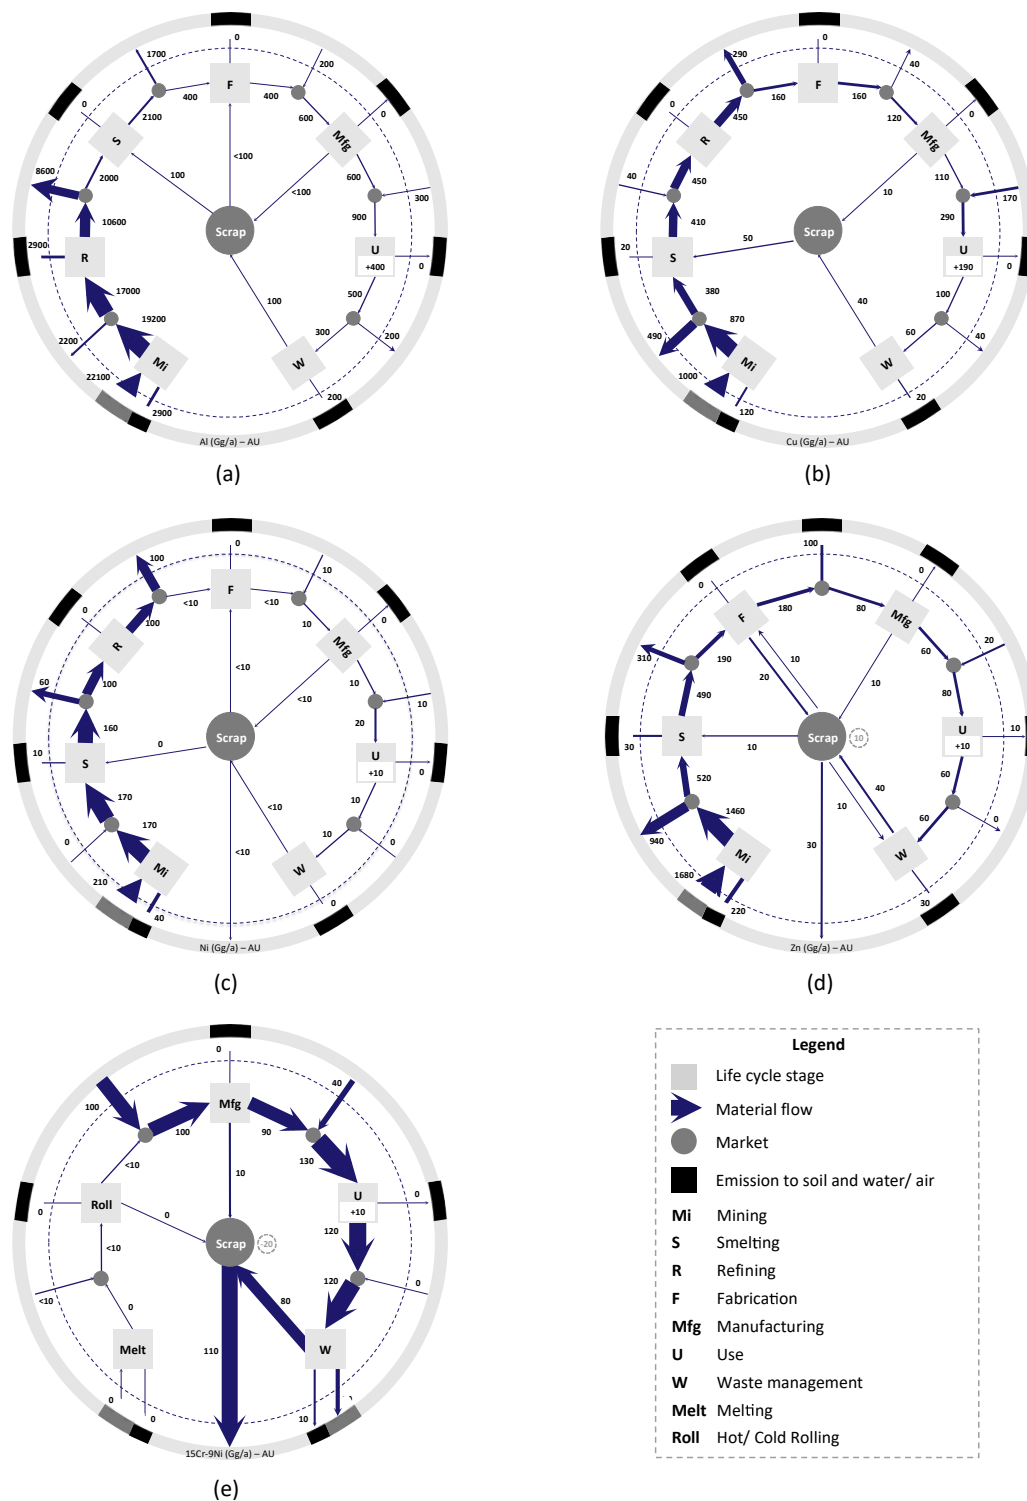 0
1700
200
F
400
400
0
2100
600
0
S
Mfg
<100
8600
2000
100
<100
600
300
10600
Scrap
900
2900
R
U
+400
0
17000
100
500
19200
300
2200
200
Mi
W
22100
2900
200
Al (Gg/a) – AU
(a)
0
290
40
F
160
160
0
450
120
0
R
Mfg
40
450
10
110
170
410
Scrap
290
20
S
50
U
+190
0
380
40
100
870
60
490
40
Mi
W
1000
120
20
Cu (Gg/a) – AU
(b)
0
100
10
F
<10
<10
0
100
10
0
R
Mfg
60
100
<10
<10
10
10
160
0
Scrap
20
10
S
U
+10
0
170
<10
10
170
10
0
0
Mi
W
210
40
<10
0
Ni (Gg/a) – AU
(c)
100
0
0
F
180
80
Mfg
310
190
10
20
10
60
20
490
80
30
S
10
Scrap
10
U
+10
10
520
40
60
1460
10
60
940
30
0
Mi
W
1680
220
30
Zn (Gg/a) – AU
(d)
0
100
40
Mfg
100
90
<10
10
130
0
Roll
0
U
+10
0
Scrap
-20
<10
120
<10
0
80
120
0
Melt
110
W
0
0
10
15Cr-9Ni (Gg/a) – AU
(e)
Legend
Life cycle stage
Material flow
Market
Emission to soil and water/ air
Mi Mining
S Smelting
R Refining
F Fabrication
Mfg Manufacturing
U Use
W Waste management
Melt Melting
Roll Hot/ Cold Rolling